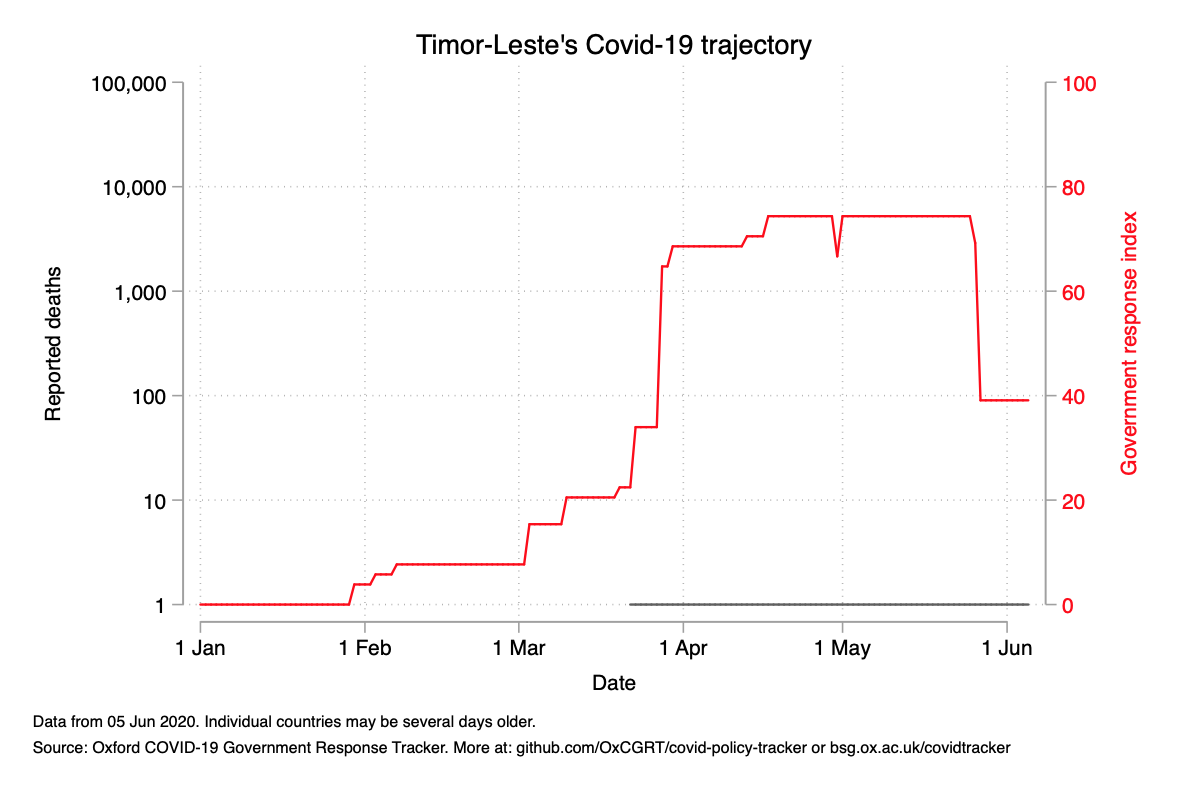 Timor-Leste's Covid-19 trajectory
100,000
10,000
1,000
100
10
1
Reported deaths
100
80
60
40
20
0
Government response index
1 Jan
1 Feb
1 Mar
1 Apr
1 May
1 Jun
Date
Data from 05 Jun 2020. Individual countries may be several days older.
Source: Oxford COVID-19 Government Response Tracker. More at: github.com/OxCGRT/covid-policy-tracker or bsg.ox.ac.uk/covidtracker